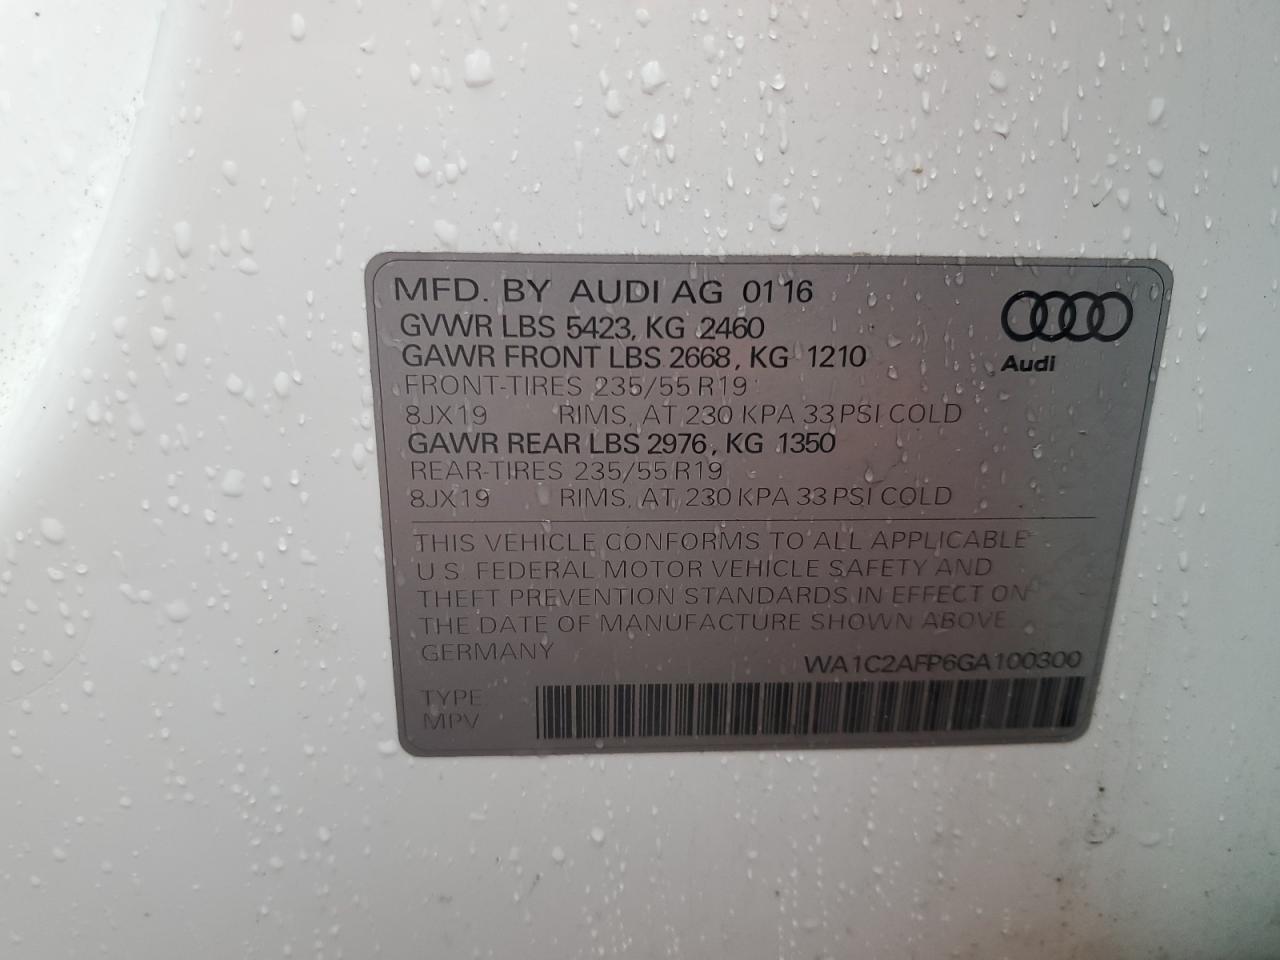 MFD. BY AUDI AG 01 16
GVWR LBS 5423, KG 2460
GAWR FRONT LBS 2668, KG 1210
FRONT-TIRES 235/55 R19
8JX19 RIMS, AT 230 KPA 33 PSI COLD
GAWR REAR LBS 2976, KG 1350
REAR-TIRES 235/55 R19
8JX19 RIMS, AT 230 KPA 33 PSI COLD
Audi
THIS VEHICLE CONFORMS TO ALL APPLICABLE
U.S. FEDERAL MOTOR VEHICLE SAFETY AND
THEFT PREVENTION STANDARDS IN EFFECT ON
THE DATE OF MANUFACTURE SHOWN ABOVE.
GERMANY
WA1C2AFP6GA100300
TYPE:
MPV